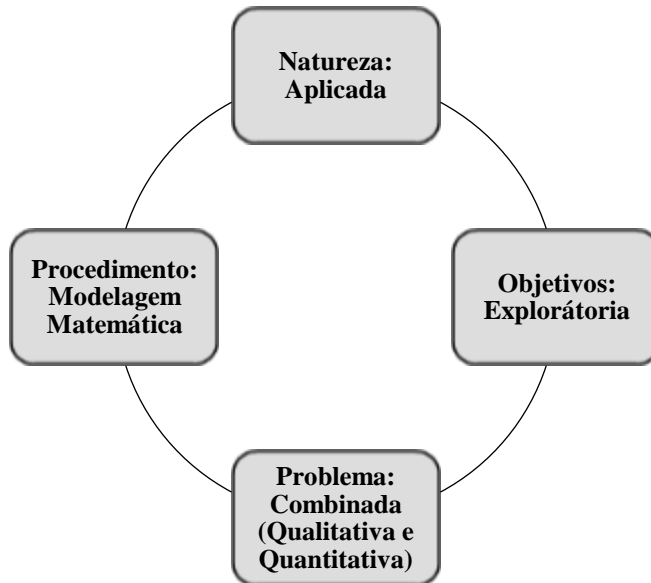 Natureza:
Aplicada
Procedimento:
Modelagem
Matemática
Objetivos:
Explorátoria
Problema:
Combinada
(Qualitativa e
Quantitativa)